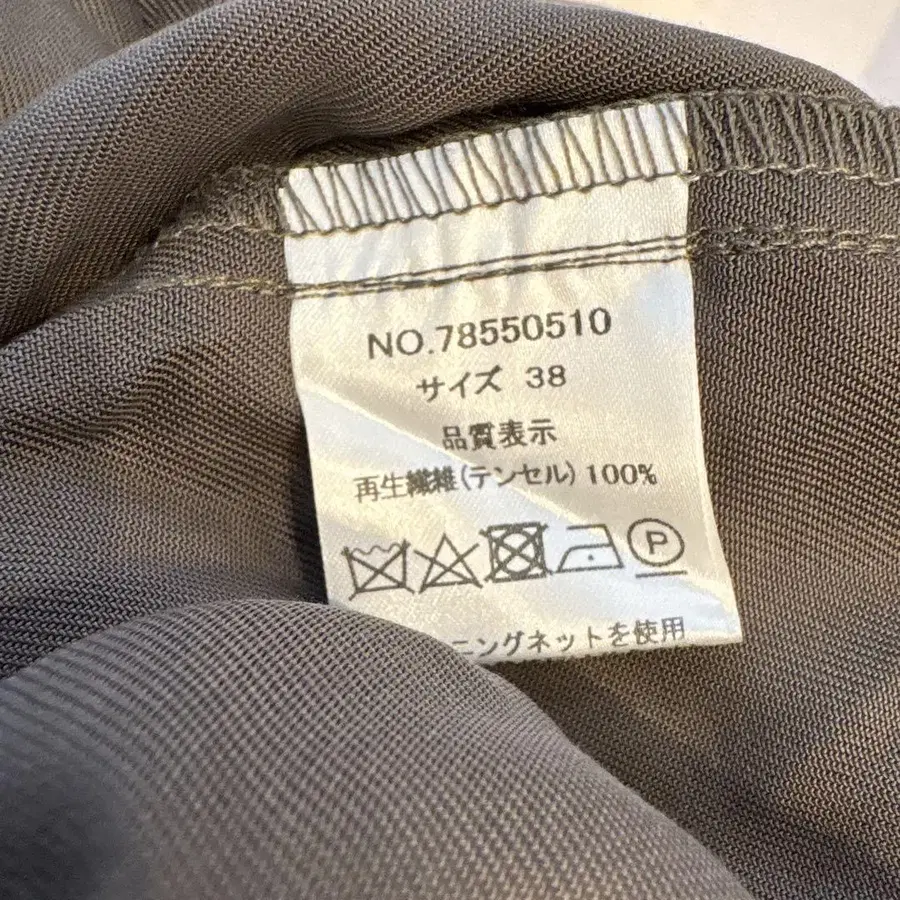 NO.78550510
サイズ 38
品質表示
再生繊維(テンセル)100%
P
ニングネットを使用